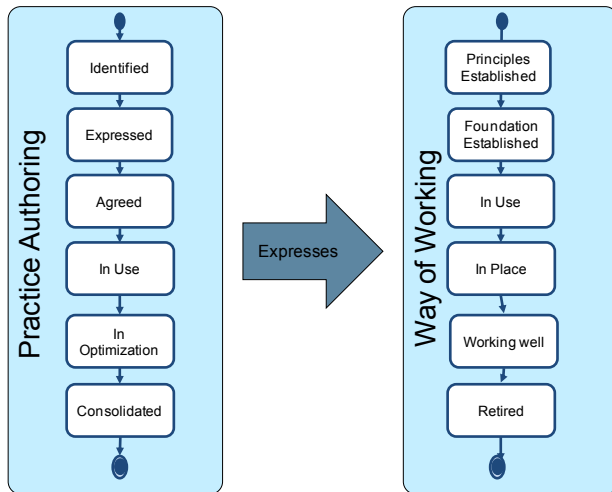 Practice Authoring
Identified
Expressed
Agreed
In Use
In
Optimization
Consolidated
Expresses
Way of Working
Principles
Established
Foundation
Established
In Use
In Place
Working well
Retired